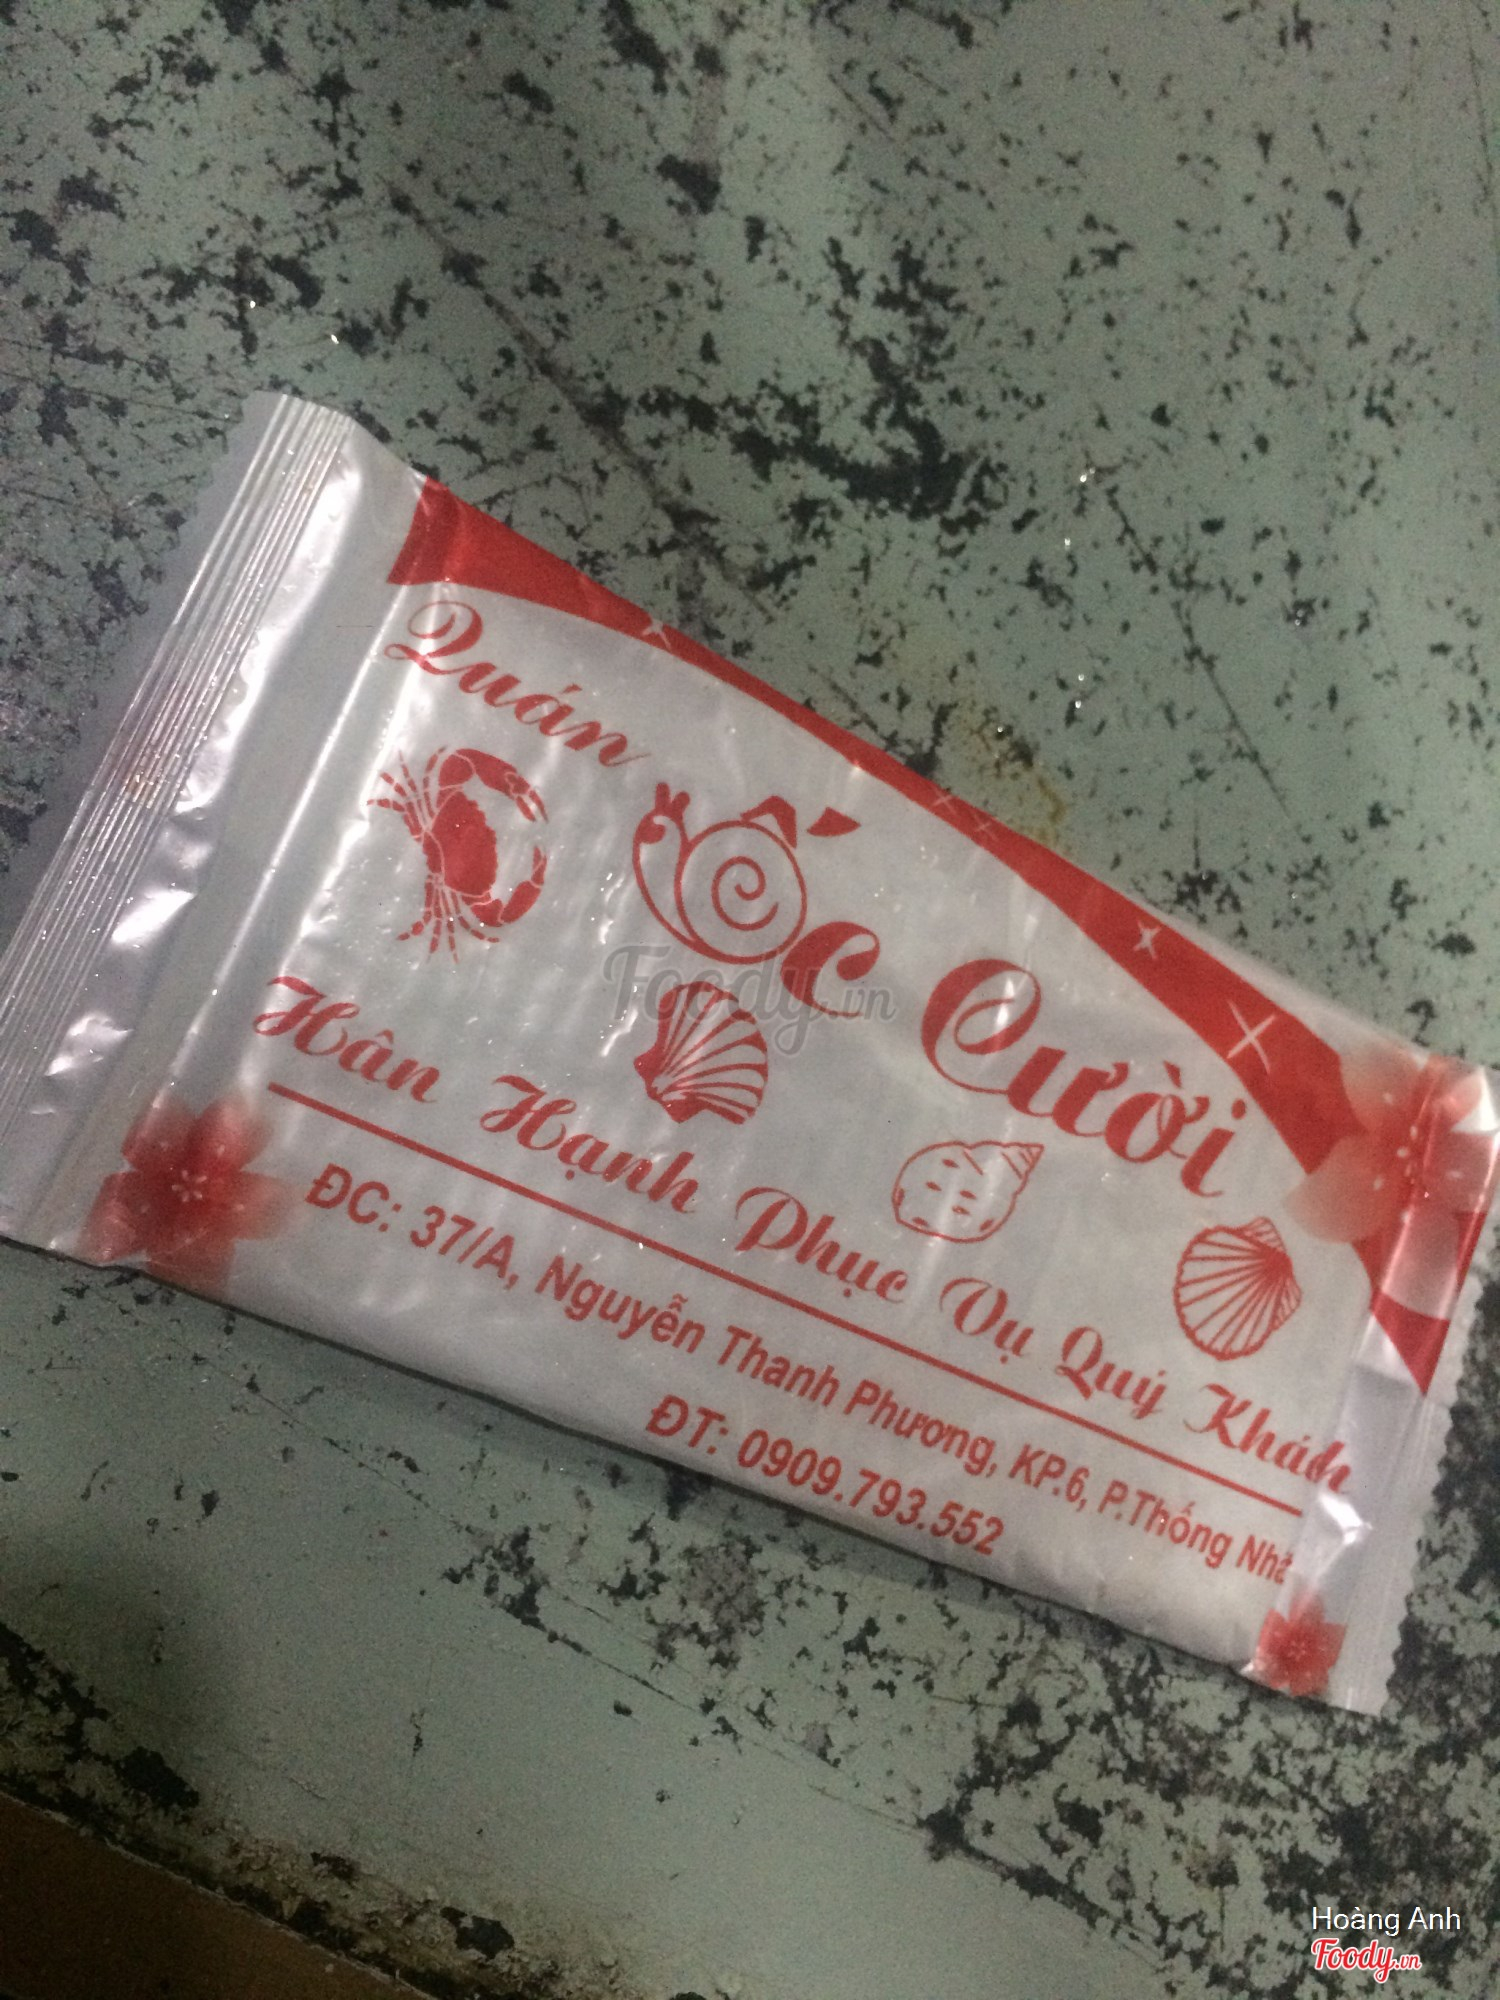 Quán
Ốc Cười
Hân Hạnh Phục Vụ Quý Khách
ĐC: 37/A, Nguyễn Thanh Phương, KP.6, P.Thống Nhấ
ĐT: 0909.793.552
Foody.vn
Hoàng Anh
Foody.vn